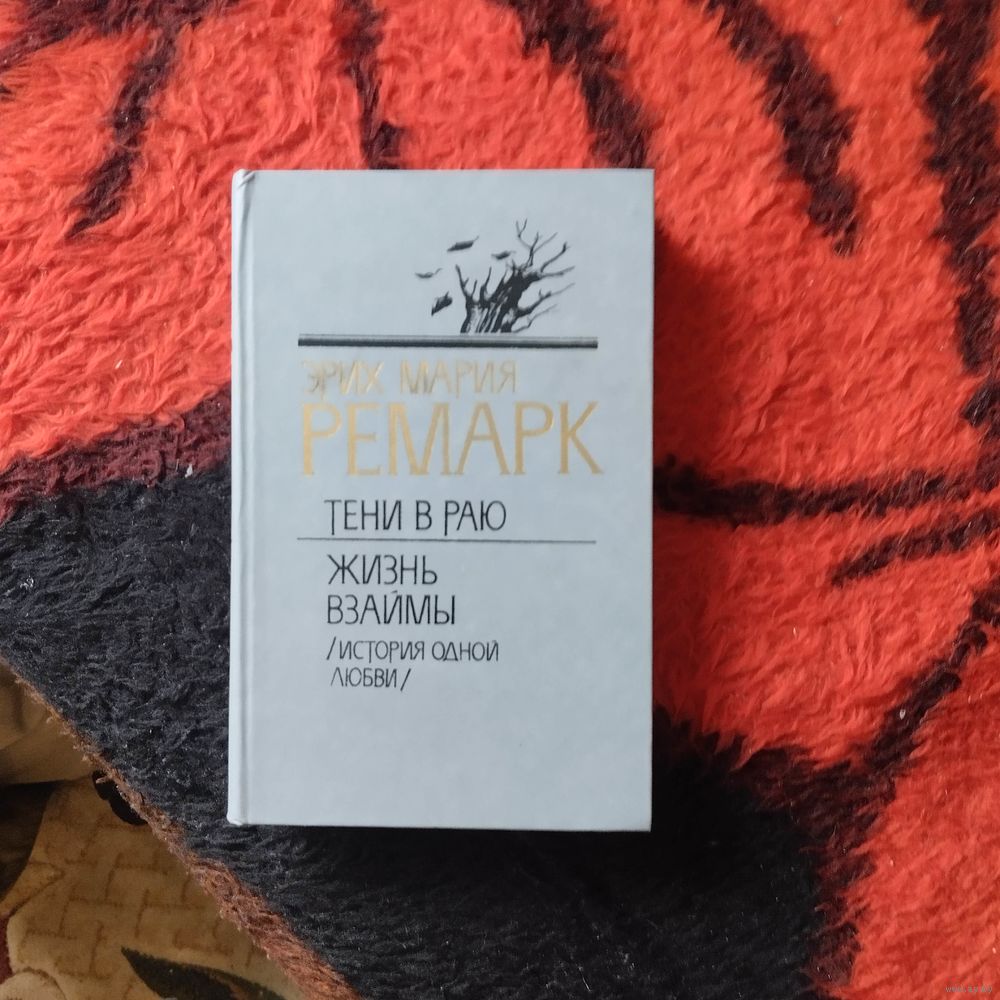 ЭРИХ МАРИЯ
РЕМАРК
ТЕНИ В РАЮ
ЖИЗНЬ
ВЗАЙМЫ
/ИСТОРИЯ ОДНОЙ
ЛЮБВИ/